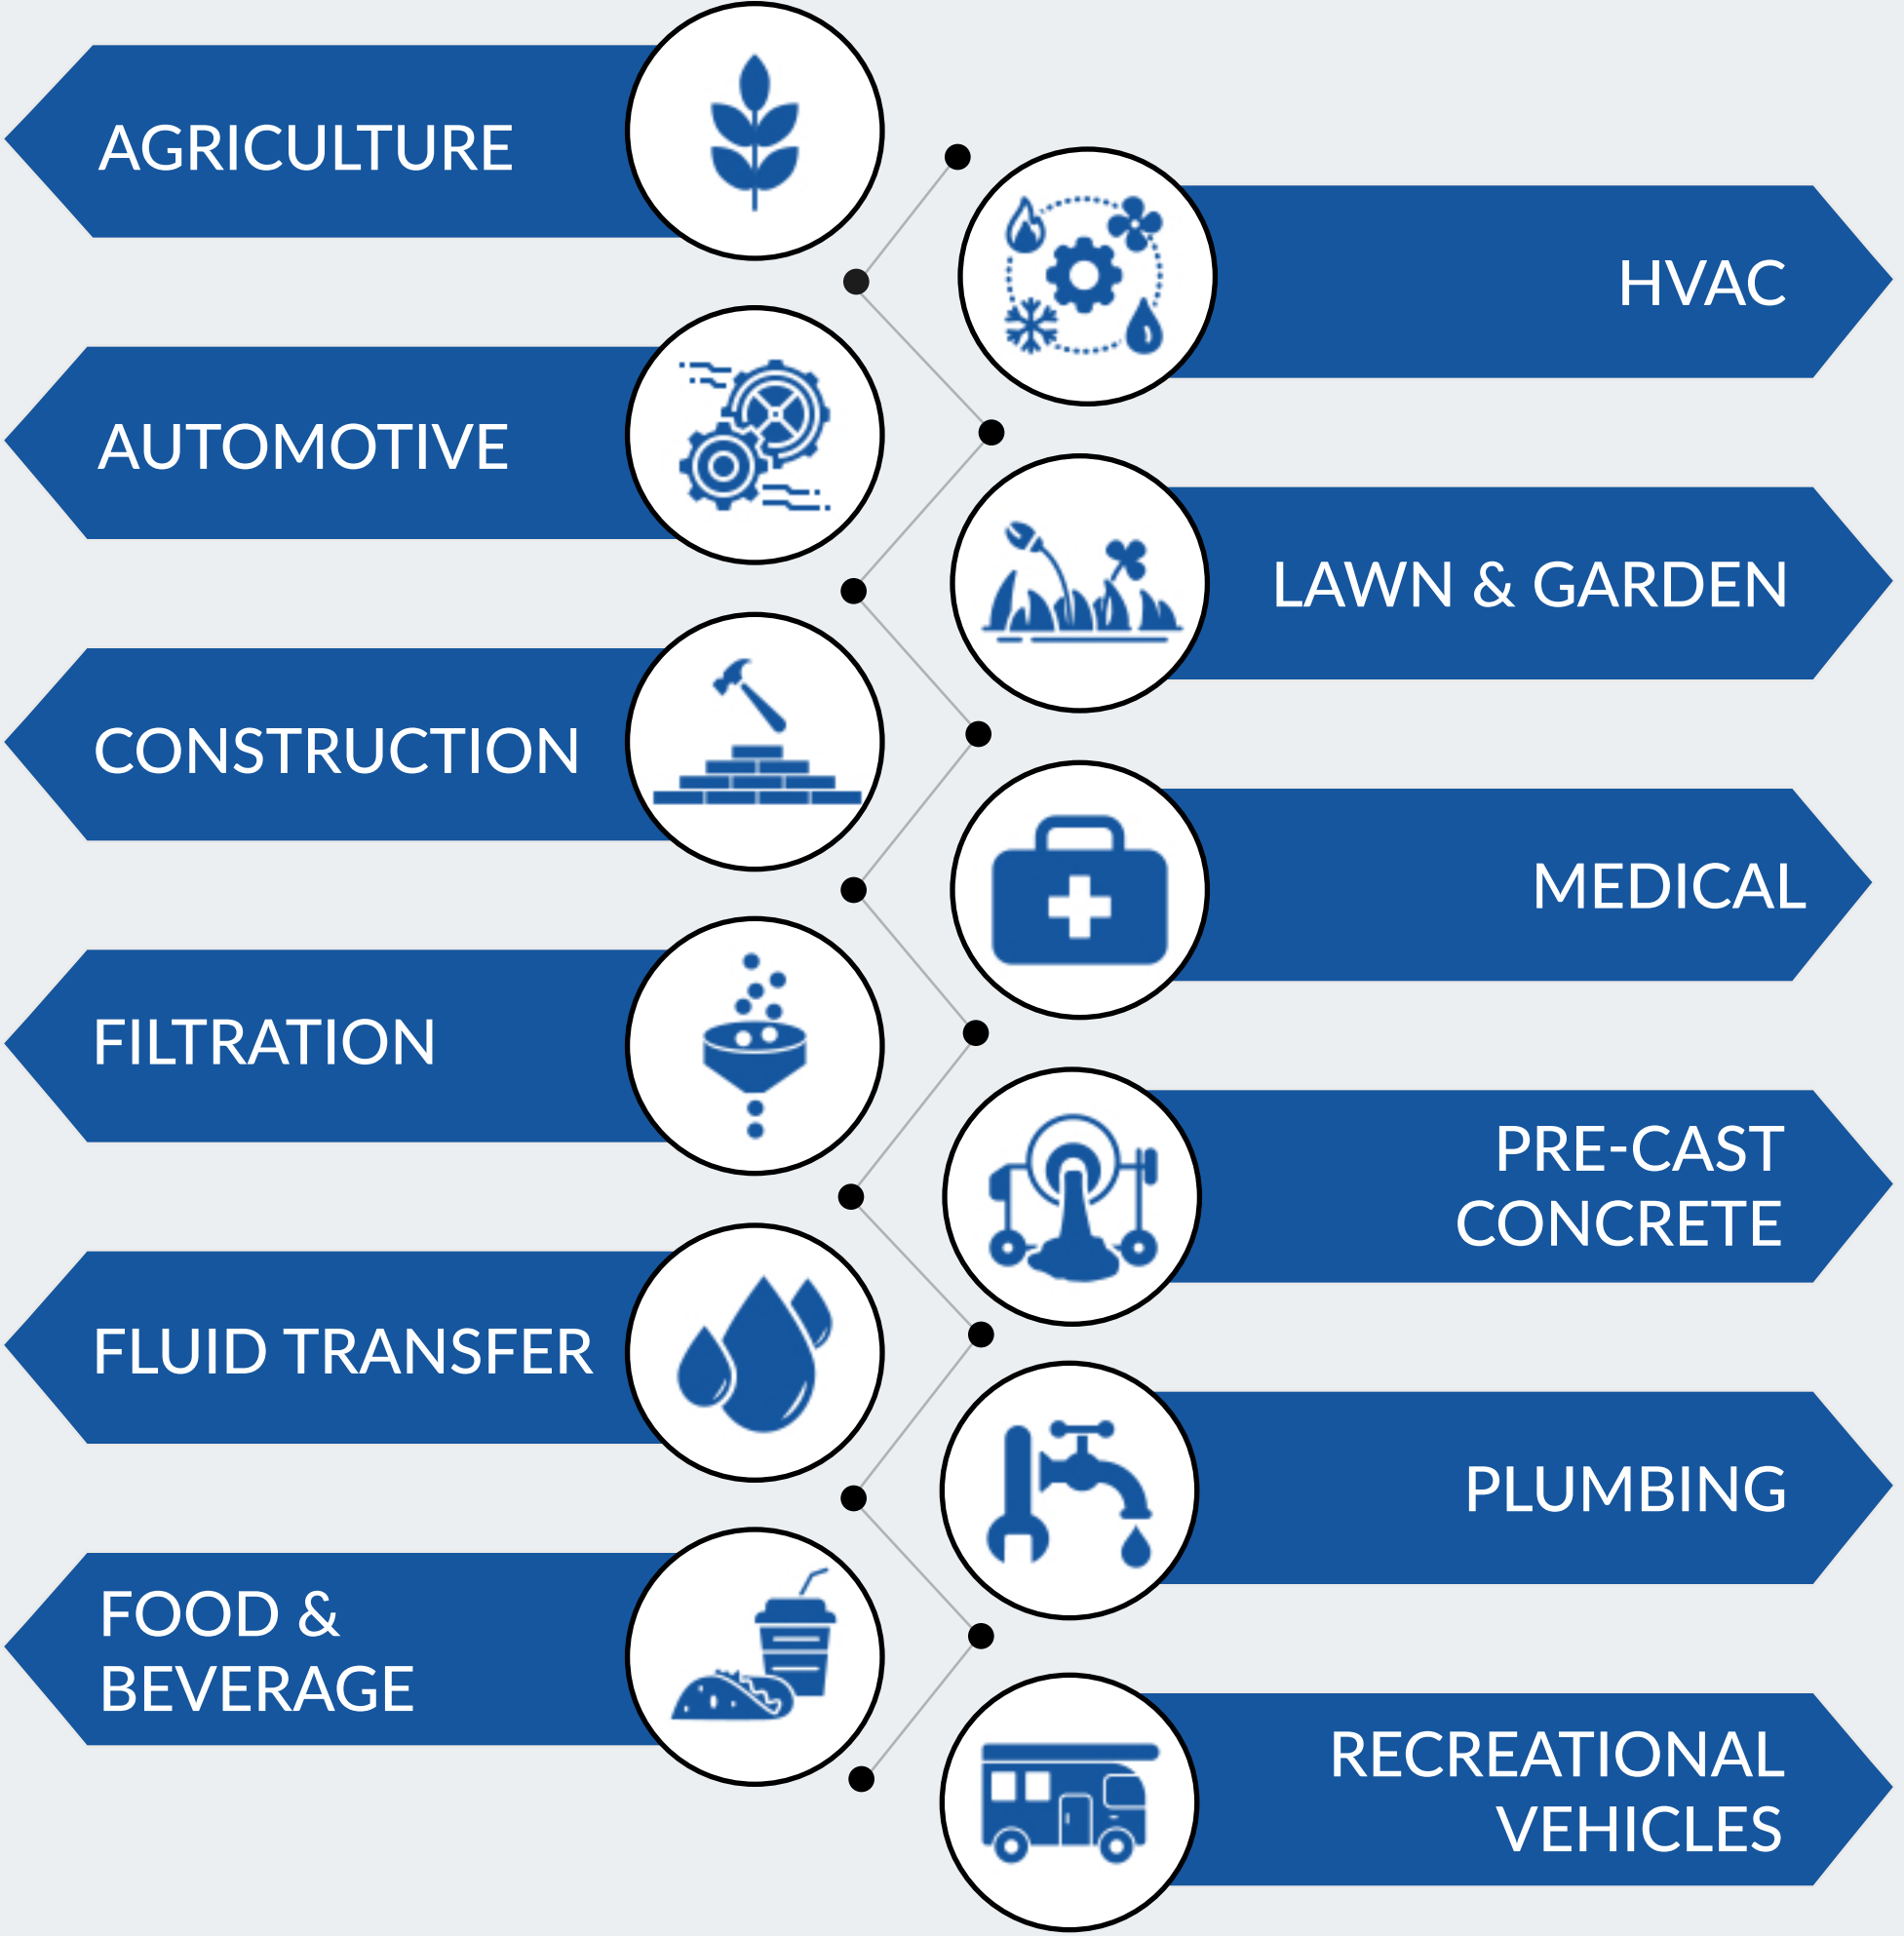 AGRICULTURE
HVAC
AUTOMOTIVE
LAWN & GARDEN
CONSTRUCTION
MEDICAL
FILTRATION
PRE-CAST
CONCRETE
FLUID TRANSFER
PLUMBING
FOOD &
BEVERAGE
RECREATIONAL
VEHICLES